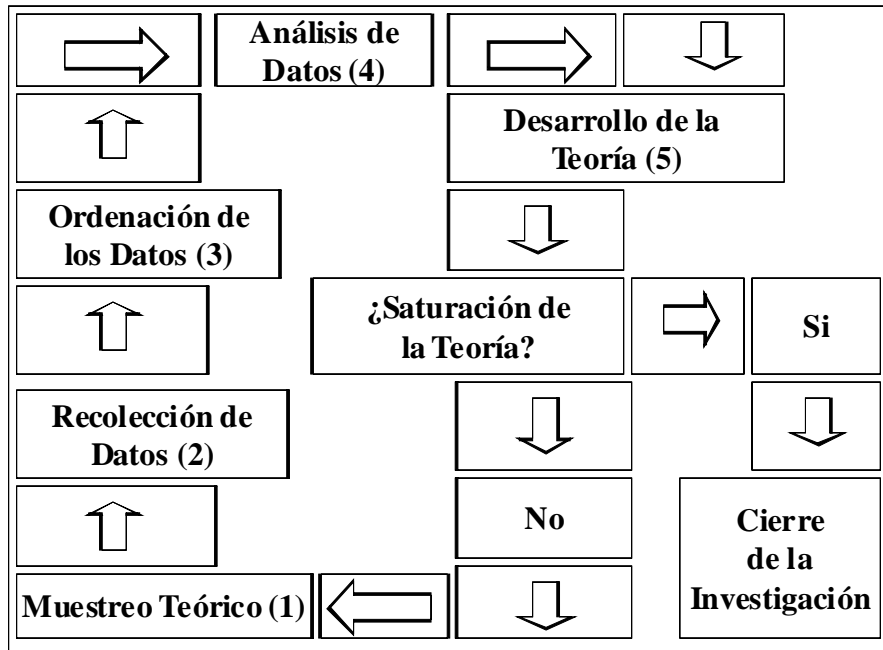 Análisis de
Datos (4)
Desarrollo de la
Teoría (5)
Ordenación de
los Datos (3)
¿Saturación de
la Teoría?
Si
Recolección de
Datos (2)
No
Cierre
de la
Investigación
Muestreo Teórico (1)